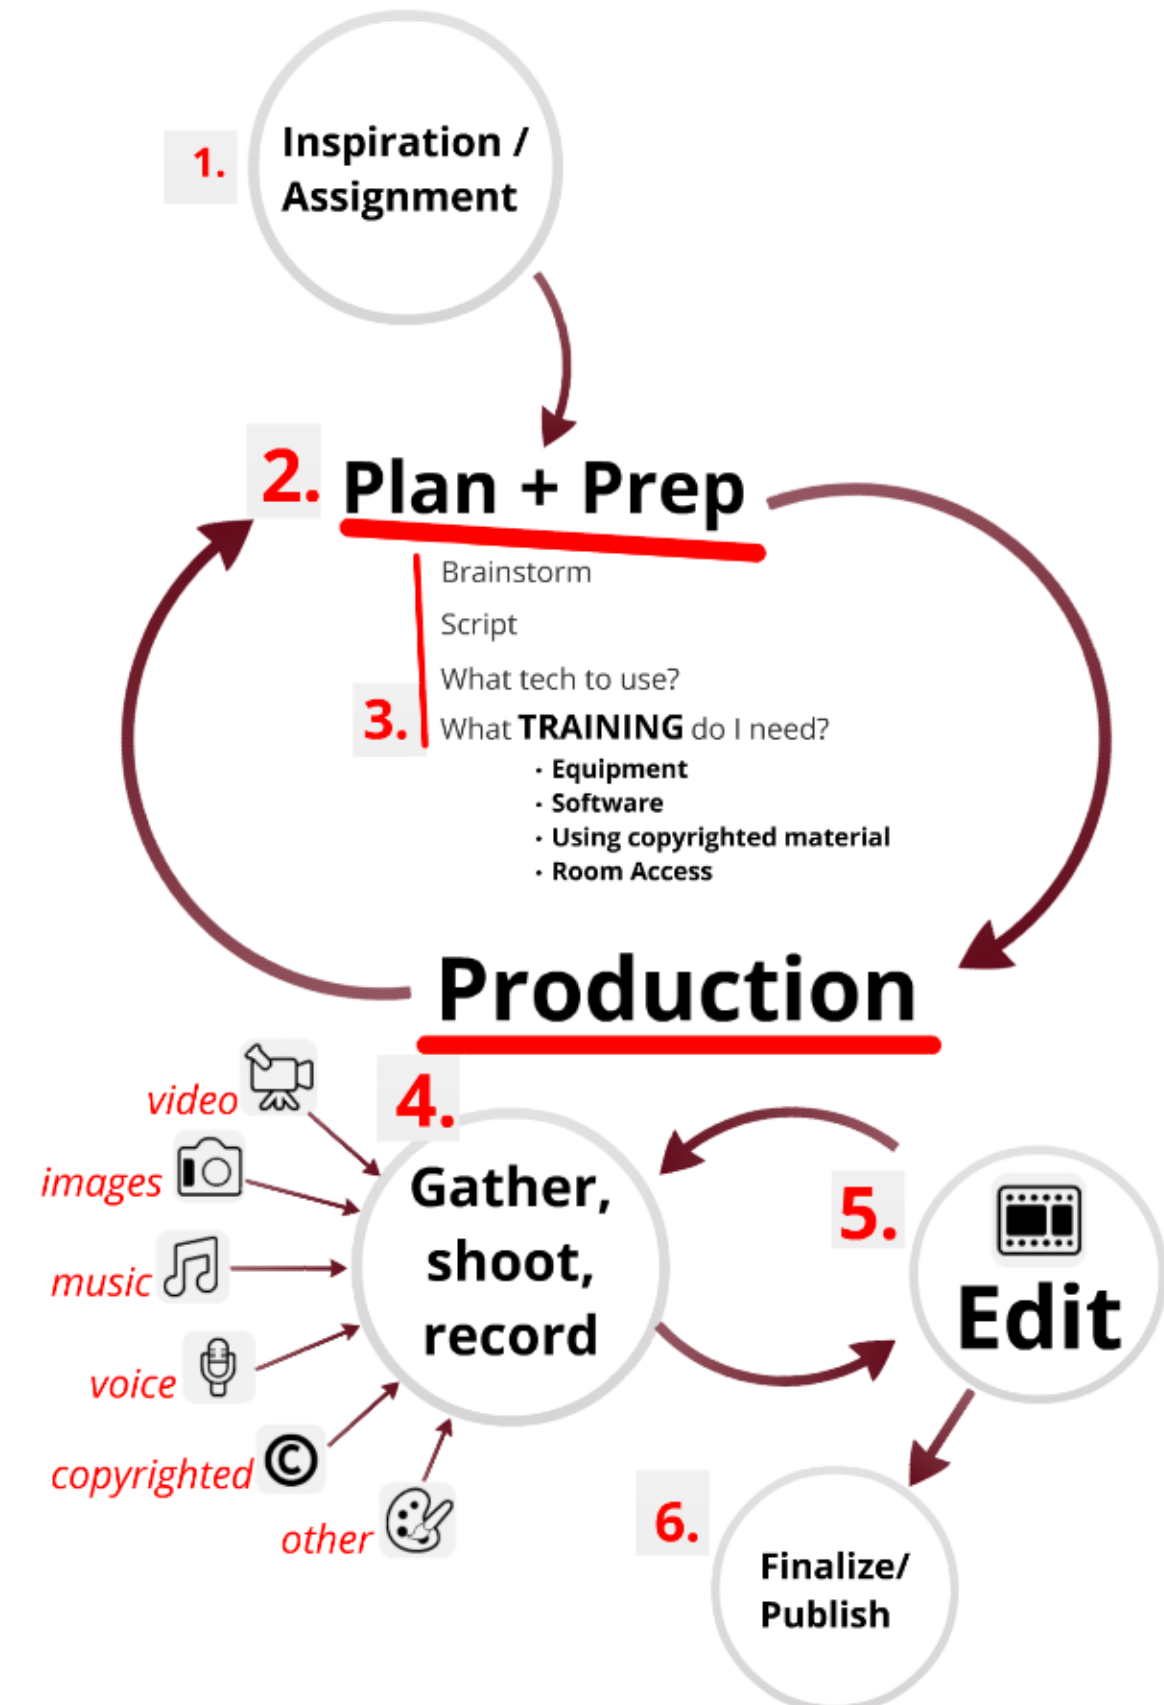 1.
Inspiration /
Assignment
2.
Plan + Prep
Brainstorm
Script
What tech to use?
3.
What TRAINING do I need?
· Equipment
· Software
· Using copyrighted material
· Room Access
Production
4.
Gather,
shoot,
record
video
images
music
voice
©
copyrighted
other
5.
Edit
6.
Finalize/
Publish